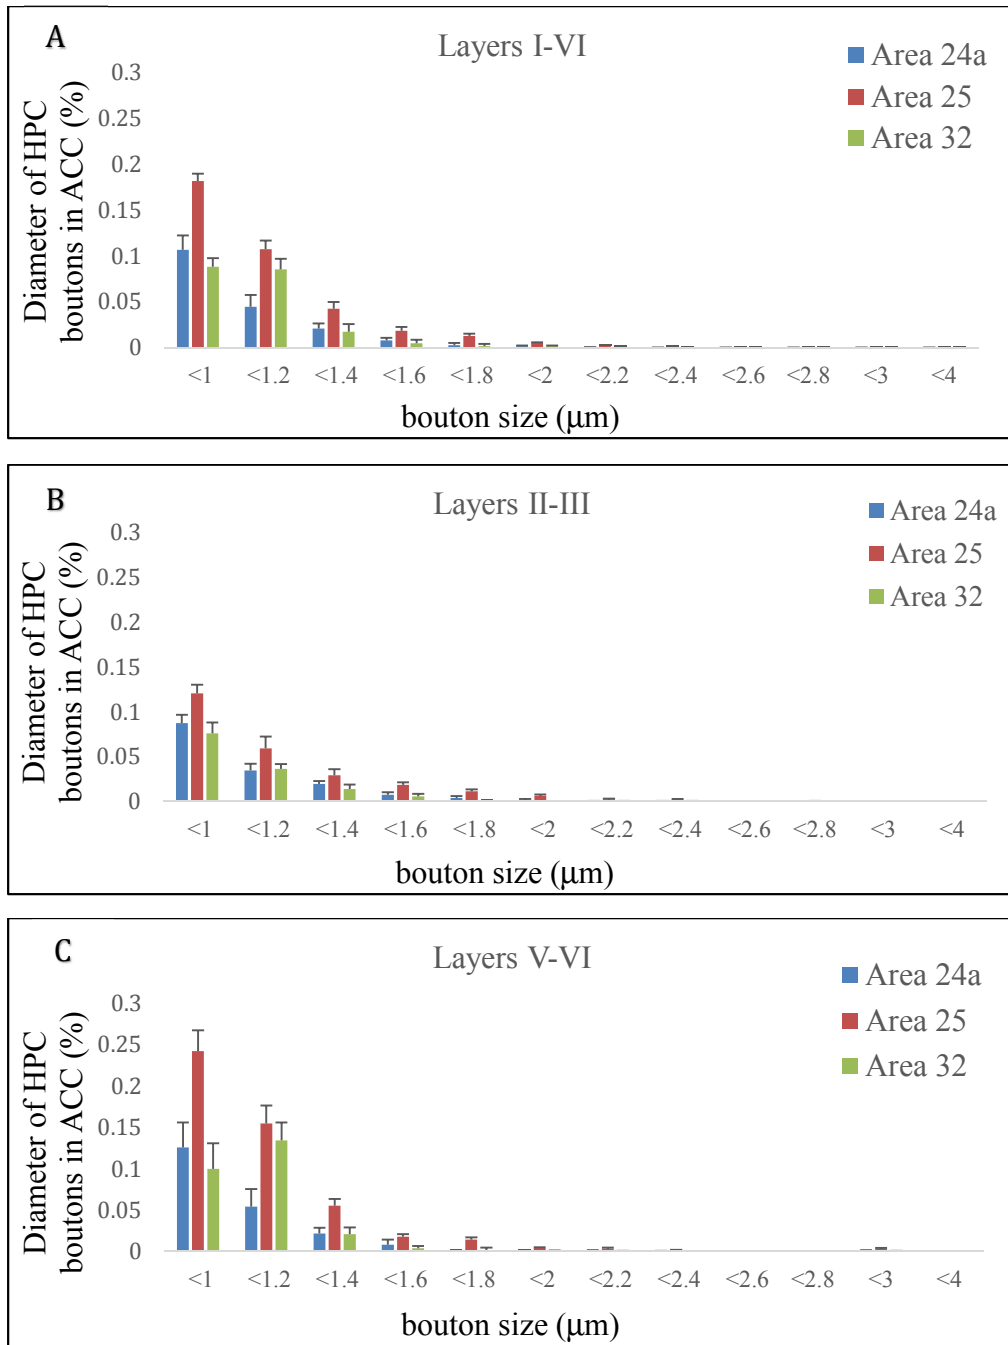 A
Layers I-VI
Area 24a
Area 25
Area 32
Diameter of HPC
boutons in ACC (%)
0.3
0.25
0.2
0.15
0.1
0.05
0
<1 <1.2 <1.4 <1.6 <1.8 <2 <2.2 <2.4 <2.6 <2.8 <3 <4
bouton size (μm)
B
Layers II-III
Area 24a
Area 25
Area 32
Diameter of HPC
boutons in ACC (%)
0.3
0.25
0.2
0.15
0.1
0.05
0
<1 <1.2 <1.4 <1.6 <1.8 <2 <2.2 <2.4 <2.6 <2.8 <3 <4
bouton size (μm)
C
Layers V-VI
Area 24a
Area 25
Area 32
Diameter of HPC
boutons in ACC (%)
0.3
0.25
0.2
0.15
0.1
0.05
0
<1 <1.2 <1.4 <1.6 <1.8 <2 <2.2 <2.4 <2.6 <2.8 <3 <4
bouton size (μm)